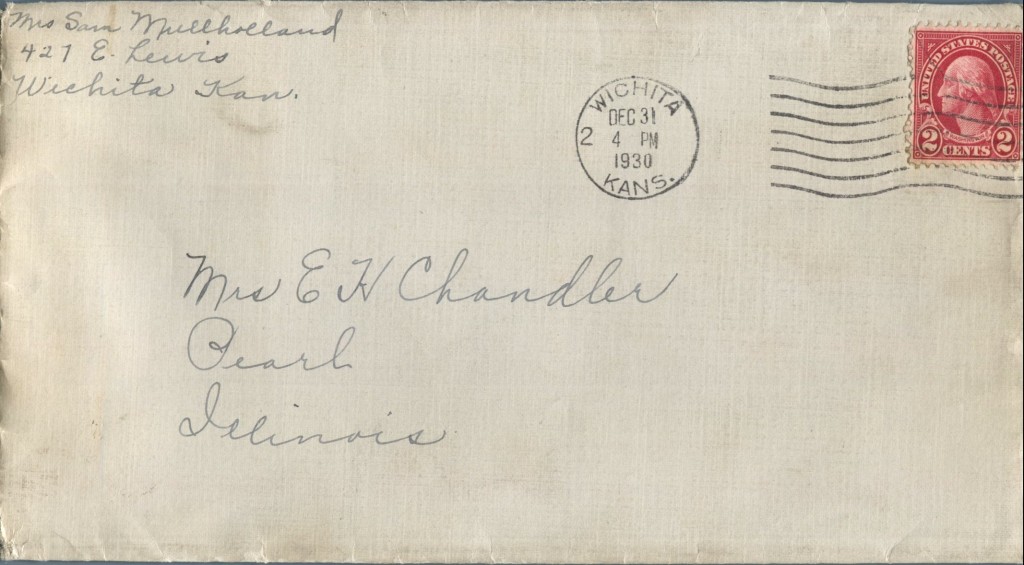 Mrs Sam Mullholland
427 E. Lewis
Wichita Kan.
WICHITA
DEC 31
2 4 PM
1930
KANS.
UNITED STATES POSTAGE
2 CENTS 2
Mrs E H Chandler
Pearl
Illinois